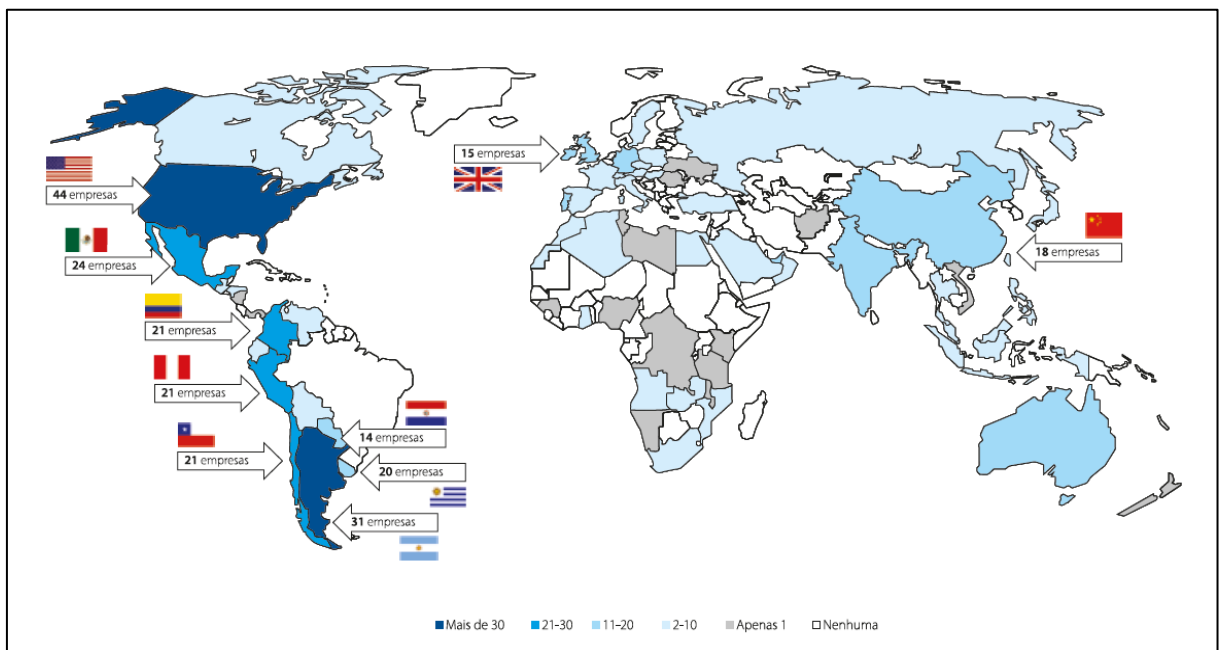 15 empresas
44 empresas
18 empresas
24 empresas
21 empresas
21 empresas
14 empresas
21 empresas
20 empresas
31 empresas
Mais de 30
21-30
11-20
2-10
Apenas 1
Nenhuma